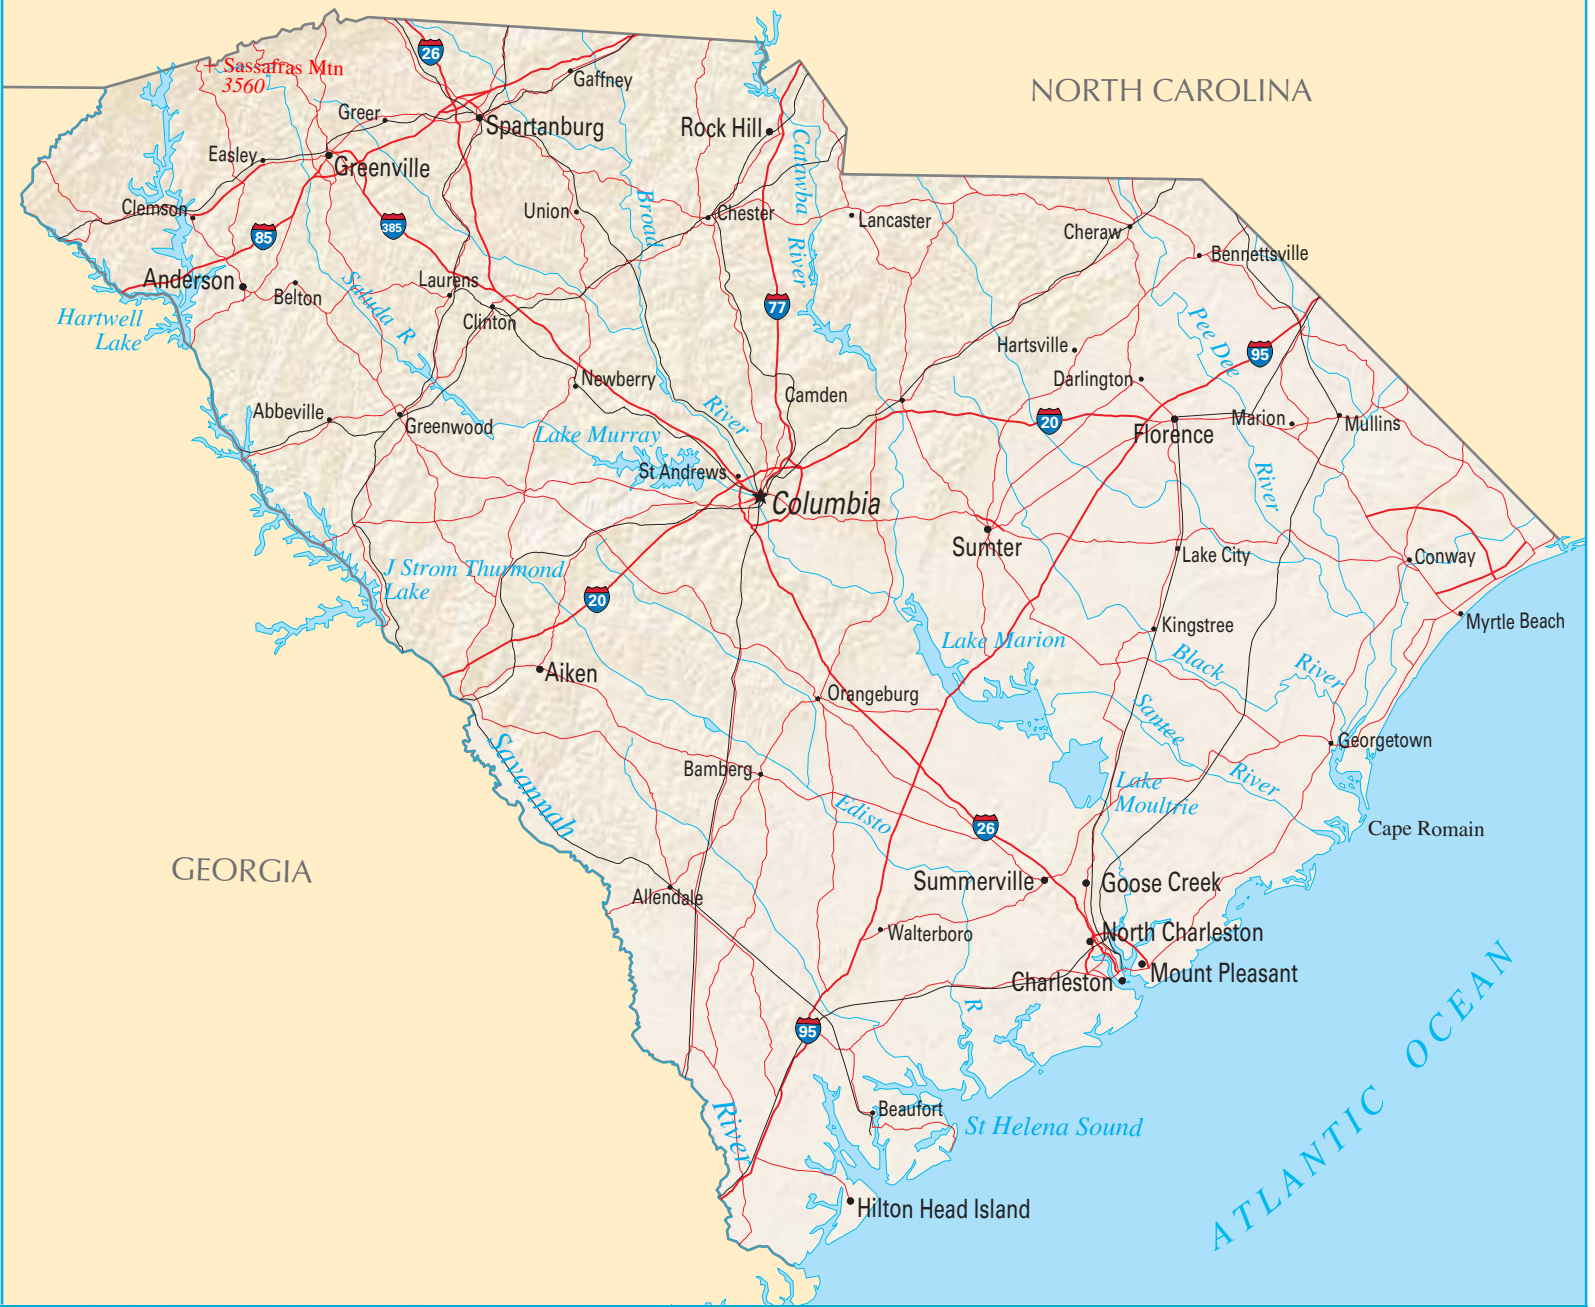 26
Sassafras Mtn
3560
Gaffney
NORTH CAROLINA
Greer
Spartanburg
Rock Hill
Easley
Greenville
Catawba
River
Clemson
85
385
Union
Broad
River
Chester
Lancaster
Cheraw
Bennettsville
Anderson
Belton
Saluda R
Laurens
Clinton
77
Hartwell
Lake
Pee Dee
River
Hartsville
95
Darlington
Newberry
Camden
Abbeville
Greenwood
20
Florence
Marion
Mullins
Lake Murray
St Andrews
Columbia
Sumter
Lake City
Conway
J Strom Thurmond
Lake
20
Kingstree
Myrtle Beach
Lake Marion
Black
River
Aiken
Orangeburg
Santee
River
Georgetown
Savannah
River
Bamberg
Lake
Moultrie
Edisto
R
26
Cape Romain
GEORGIA
Summerville
Goose Creek
Allendale
Walterboro
North Charleston
Mount Pleasant
Charleston
95
Beaufort
St Helena Sound
ATLANTIC OCEAN
Hilton Head Island